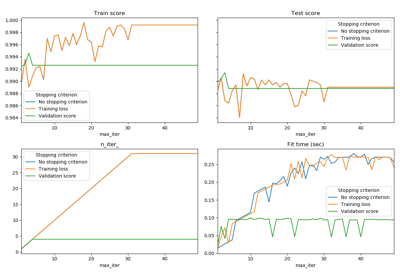 Train score
1.000
0.998
0.996
0.994
0.992
0.990
0.988
0.986
0.984
Stopping criterion
No stopping criterion
Training loss
Validation score
10 20 30 40
max_iter
Test score
Stopping criterion
No stopping criterion
Training loss
Validation score
10 20 30 40
max_iter
n_iter_
30
25
20
15
10
5
0
Stopping criterion
No stopping criterion
Training loss
Validation score
10 20 30 40
max_iter
Fit time (sec)
0.25
0.20
0.15
0.10
0.05
0.00
Stopping criterion
No stopping criterion
Training loss
Validation score
10 20 30 40
max_iter